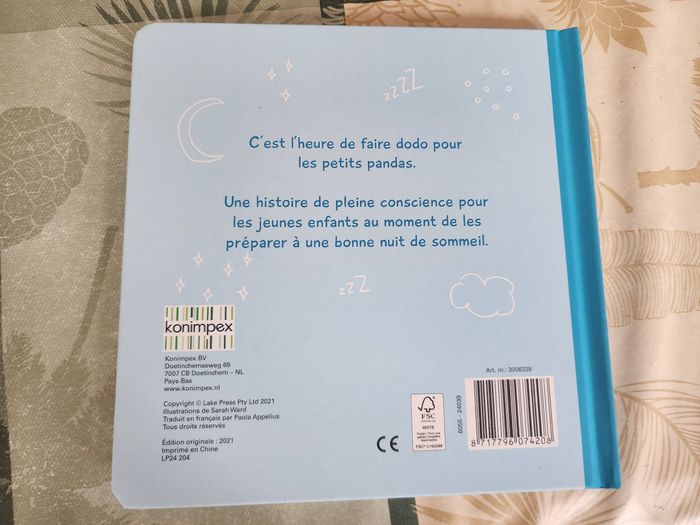 zZZZ
C'est l'heure de faire dodo pour
les petits pandas.
Une histoire de pleine conscience pour
les jeunes enfants au moment de les
préparer à une bonne nuit de sommeil.
zZZ
konimpex
Konimpex BV
Doetinchemseweg 69
7007 CB Doetinchem – NL
Pays-Bas
www.konimpex.nl
Copyright © Lake Press Pty Ltd 2021
Illustrations de Sarah Ward
Traduit en français par Paola Appelius
Tous droits réservés
Édition originale : 2021
Imprimé en Chine
LP24 204
CE
FSC
MIXTE
Art. nr.: 3006339
6055 - 24039
8 717796 074208